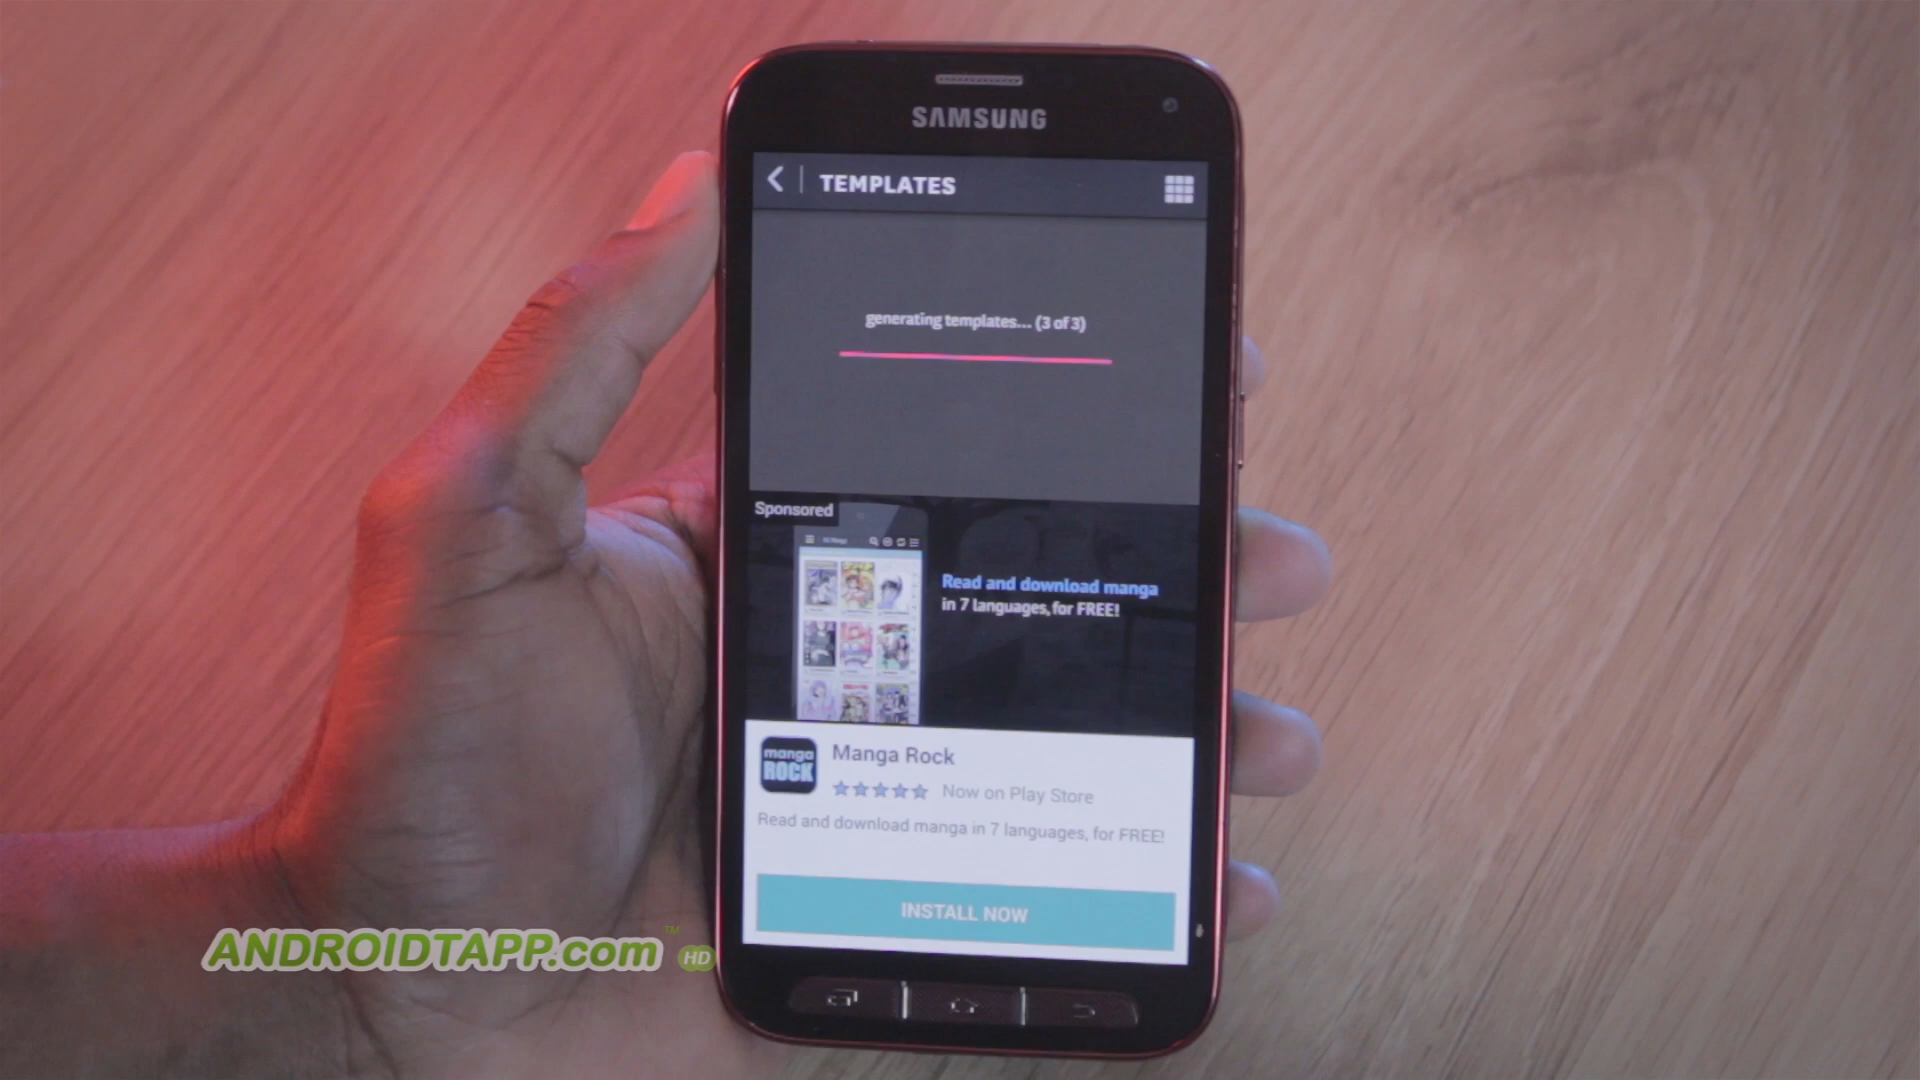 SAMSUNG
TEMPLATES
generating templates... (3 of 3)
Sponsored
Read and download manga
in 7 languages, for FREE!
manga
ROCK
Manga Rock
Now on Play Store
Read and download manga in 7 languages, for FREE!
INSTALL NOW
ANDROIDTAPP.com ™ HD